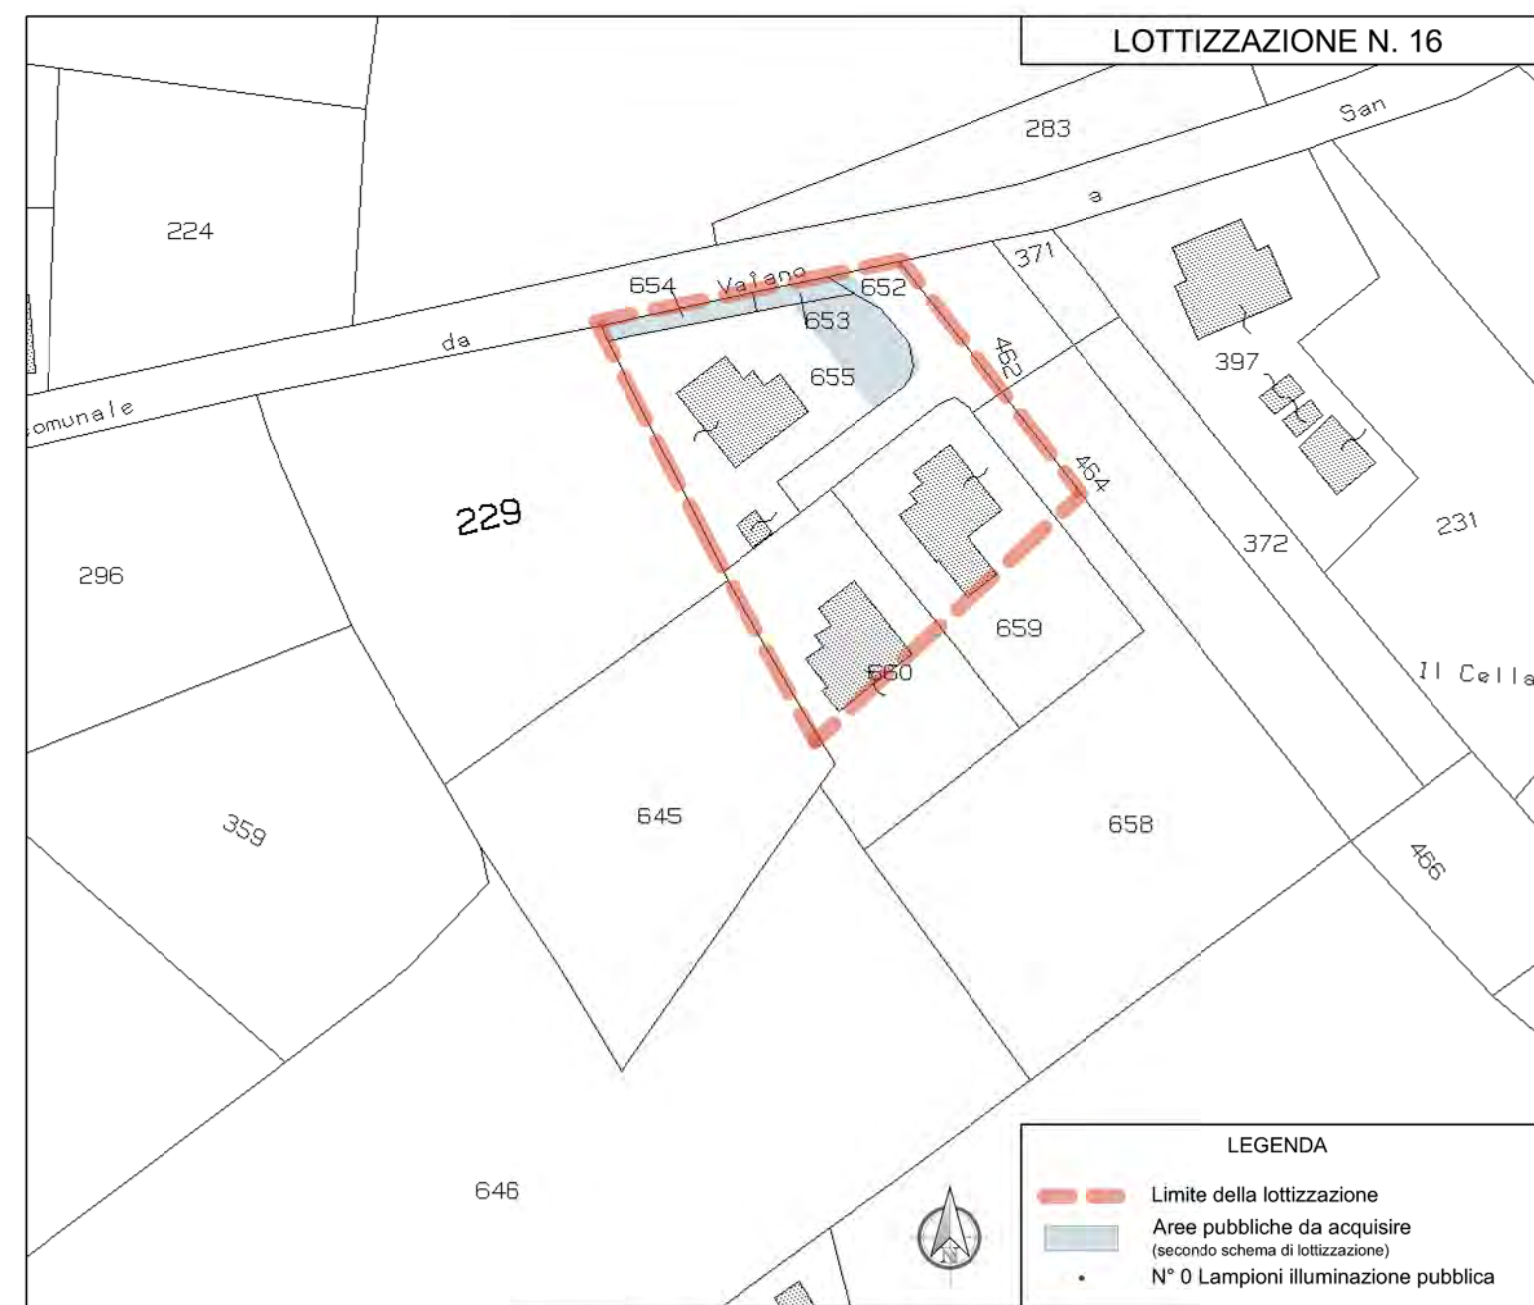 LOTTIZZAZIONE N. 16
San
283
a
224
371
654
Vaiano
652
653
da
462
397
655
omunale
464
229
231
372
296
659
Il Cella
660
645
658
359
466
646
N
LEGENDA
Limite della lottizzazione
Aree pubbliche da acquisire
(secondo schema di lottizzazione)
N° 0 Lampioni illuminazione pubblica